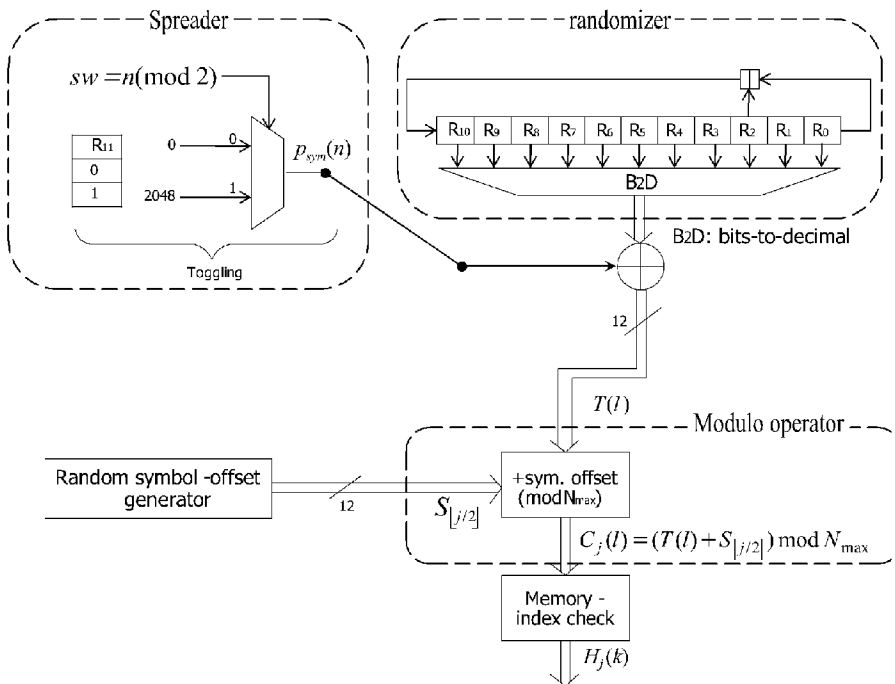 Spreader
randomizer
sw = n(mod 2)
R11
0
1
0
0
2048
1
p_sym(n)
Toggling
R10 R9 R8 R7 R6 R5 R4 R3 R2 R1 R0
B2D
B2D: bits-to-decimal
12
T(l)
Modulo operator
Random symbol -offset
generator
12
S⌊j/2⌋
+sym. offset
(modNmax)
C_j(l) = (T(l) + S⌊j/2⌋) mod N_max
Memory -
index check
H_j(k)